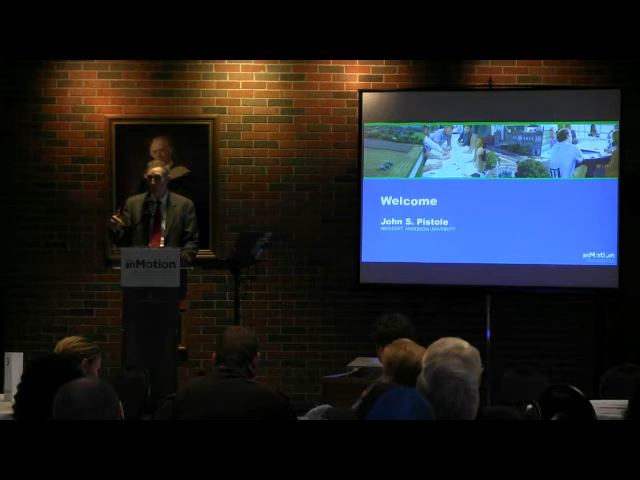 Welcome
John S. Pistole
PRESIDENT, ANDERSON UNIVERSITY
inMotion
inMotion